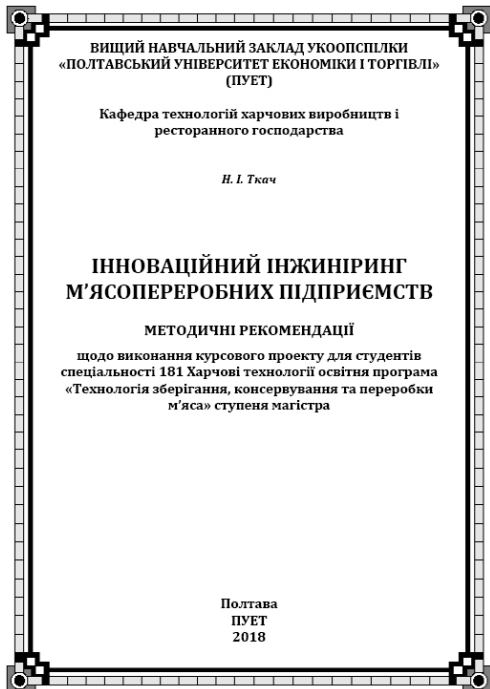 ВИЩИЙ НАВЧАЛЬНИЙ ЗАКЛАД УКООПСПІЛКИ
«ПОЛТАВСЬКИЙ УНІВЕРСИТЕТ ЕКОНОМІКИ І ТОРГІВЛІ»
(ПУЕТ)
Кафедра технологій харчових виробництв і
ресторанного господарства
Н. І. Ткач
ІННОВАЦІЙНИЙ ІНЖИНІРИНГ
М’ЯСОПЕРЕРОБНИХ ПІДПРИЄМСТВ
МЕТОДИЧНІ РЕКОМЕНДАЦІЇ
щодо виконання курсового проекту для студентів
спеціальності 181 Харчові технології освітня програма
«Технологія зберігання, консервування та переробки
м’яса» ступеня магістра
Полтава
ПУЕТ
2018